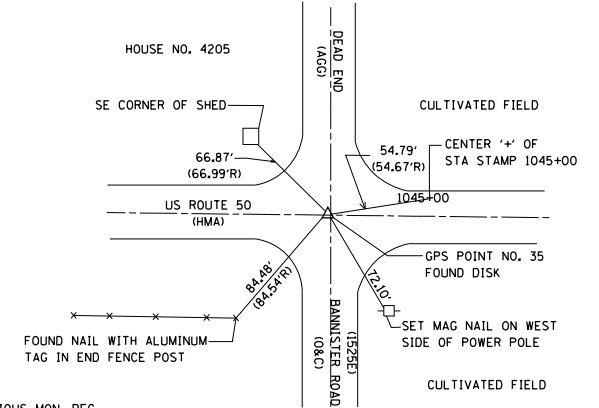 HOUSE NO. 4205
DEAD END
(AGG)
SE CORNER OF SHED
CULTIVATED FIELD
66.87'
(66.99'R)
54.79'
(54.67'R)
CENTER '+' OF
STA STAMP 1045+00
1045+00
US ROUTE 50
(HMA)
GPS POINT NO. 35
FOUND DISK
84.48'
(84.54'R)
72.10'
FOUND NAIL WITH ALUMINUM
TAG IN END FENCE POST
BANNISTER ROAD
(O&C)
(1525E)
SET MAG NAIL ON WEST
SIDE OF POWER POLE
CULTIVATED FIELD